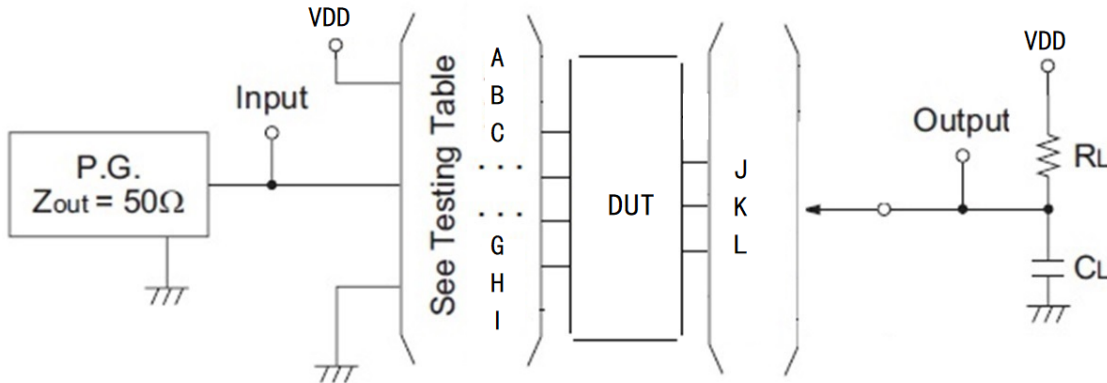 VDD
Input
P.G.
Zout = 50Ω
See Testing Table
A
B
C
...
...
G
H
I
DUT
J
K
L
Output
VDD
RL
CL